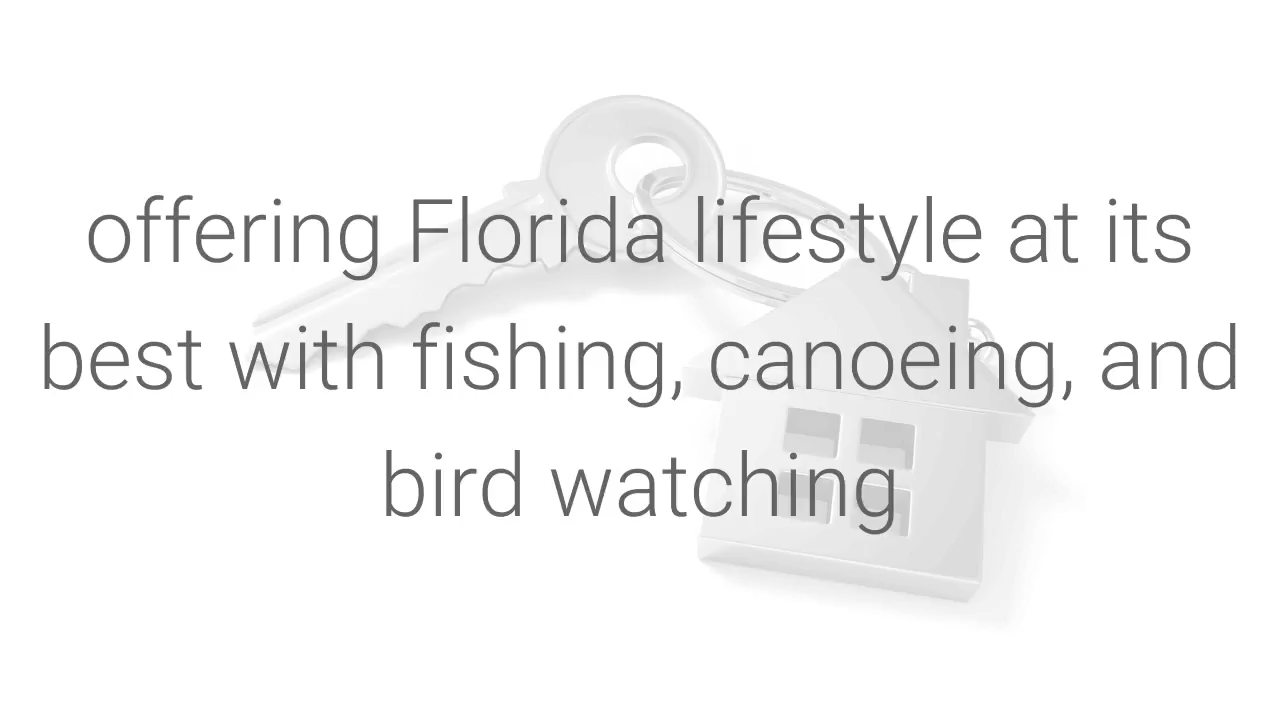 offering Florida lifestyle at its
best with fishing, canoeing, and
bird watching